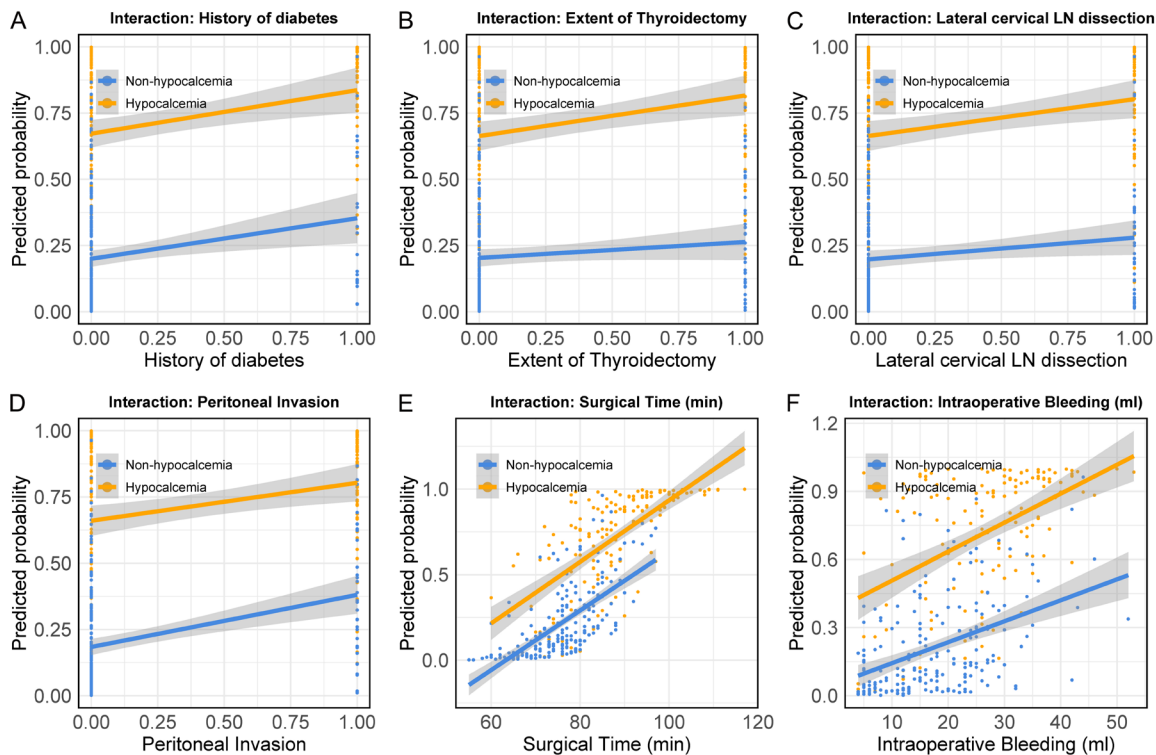 A
Interaction: History of diabetes
Predicted probability
1.00
0.75
0.50
0.25
0.00
Non-hypocalcemia
Hypocalcemia
0.00 0.25 0.50 0.75 1.00
History of diabetes
B
Interaction: Extent of Thyroidectomy
Predicted probability
1.00
0.75
0.50
0.25
0.00
Non-hypocalcemia
Hypocalcemia
0.00 0.25 0.50 0.75 1.00
Extent of Thyroidectomy
C
Interaction: Lateral cervical LN dissection
Predicted probability
1.00
0.75
0.50
0.25
0.00
Non-hypocalcemia
Hypocalcemia
0.00 0.25 0.50 0.75 1.00
Lateral cervical LN dissection
D
Interaction: Peritoneal Invasion
Predicted probability
1.00
0.75
0.50
0.25
0.00
Non-hypocalcemia
Hypocalcemia
0.00 0.25 0.50 0.75 1.00
Peritoneal Invasion
E
Interaction: Surgical Time (min)
Predicted probability
1.0
0.5
0.0
Non-hypocalcemia
Hypocalcemia
60 80 100 120
Surgical Time (min)
F
Interaction: Intraoperative Bleeding (ml)
Predicted probability
1.2
0.9
0.6
0.3
0.0
Non-hypocalcemia
Hypocalcemia
10 20 30 40 50
Intraoperative Bleeding (ml)